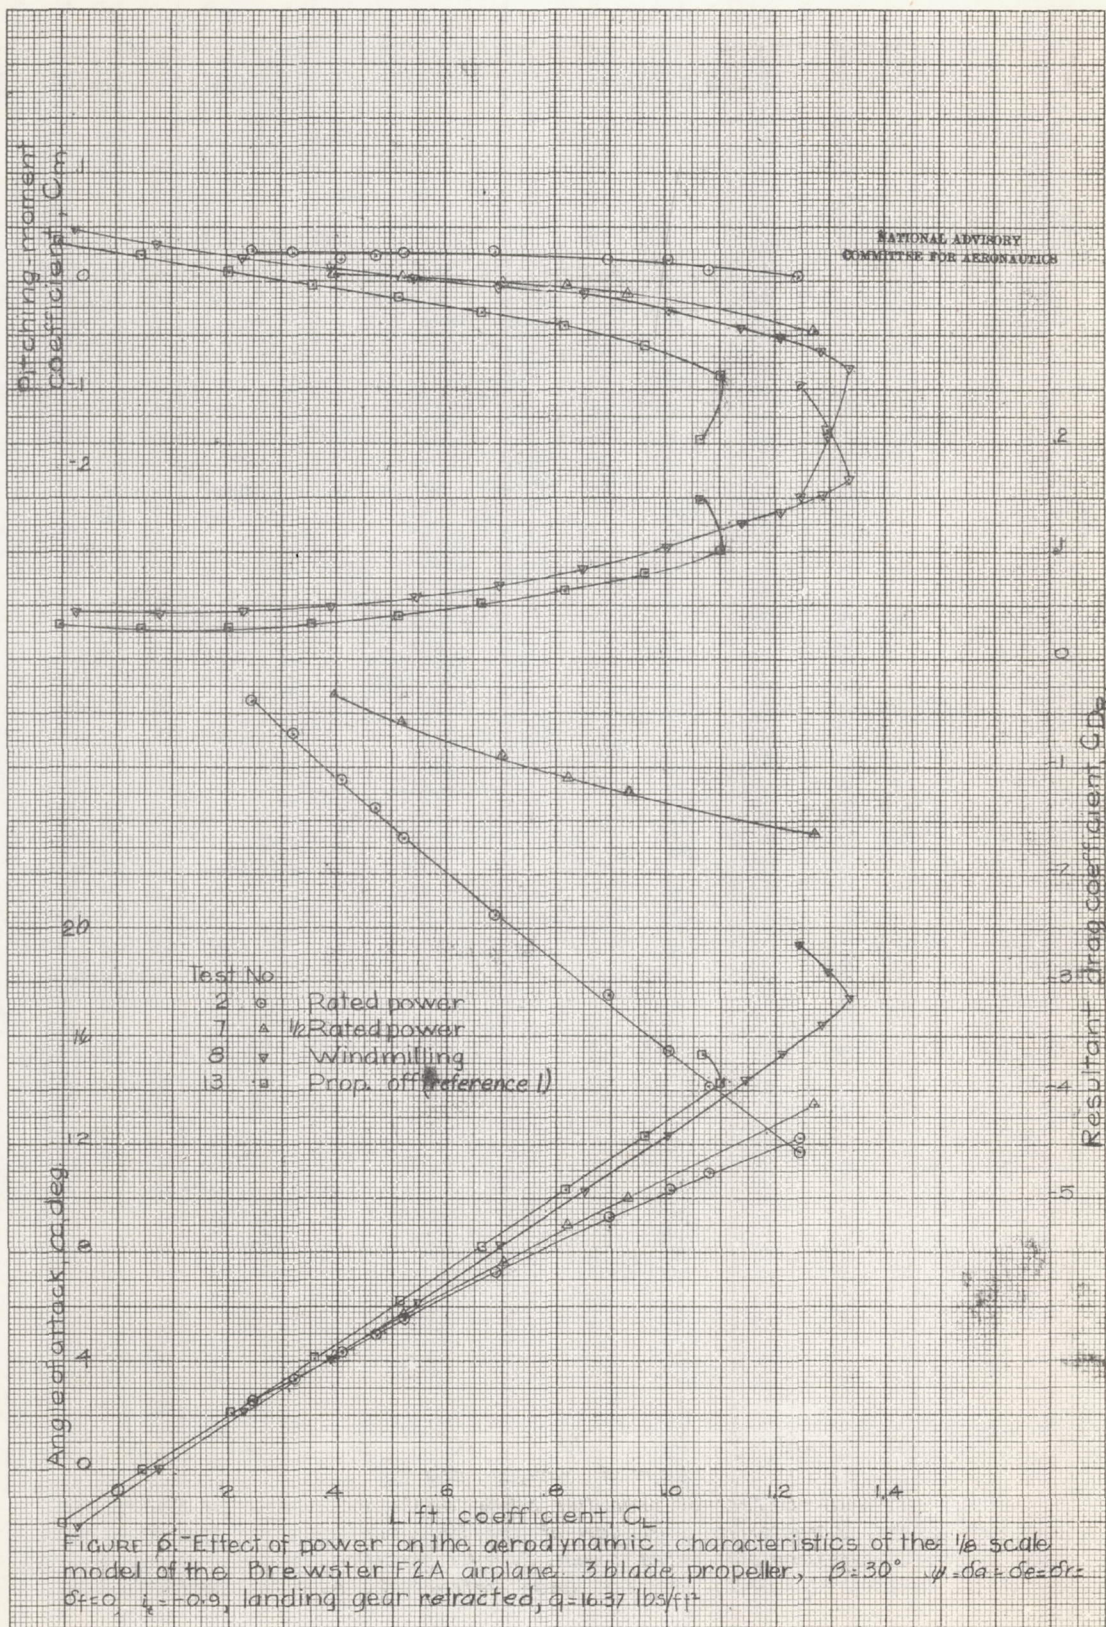 Pitching-moment
coefficient, Cm
.1
0
-.1
-.2
NATIONAL ADVISORY
COMMITTEE FOR AERONAUTICS
.2
.1
0
-.1
-.2
-.3
-.4
-.5
Resultant drag coefficient, CDR
Test No
2 ⊙ Rated power
7 △ 1/2 Rated power
8 ▽ Windmilling
13 ⊡ Prop. off (reference 1)
20
16
12
8
4
0
Angle of attack, α, deg
0 .2 .4 .6 .8 1.0 1.2 1.4
Lift coefficient, CL
FIGURE 6.-Effect of power on the aerodynamic characteristics of the 1/8 scale
model of the Brewster F2A airplane. 3 blade propeller, β=30° ψ=δa=δe=δr=
δf=0, it=-0.9, landing gear retracted, q=16.37 lbs/ft²